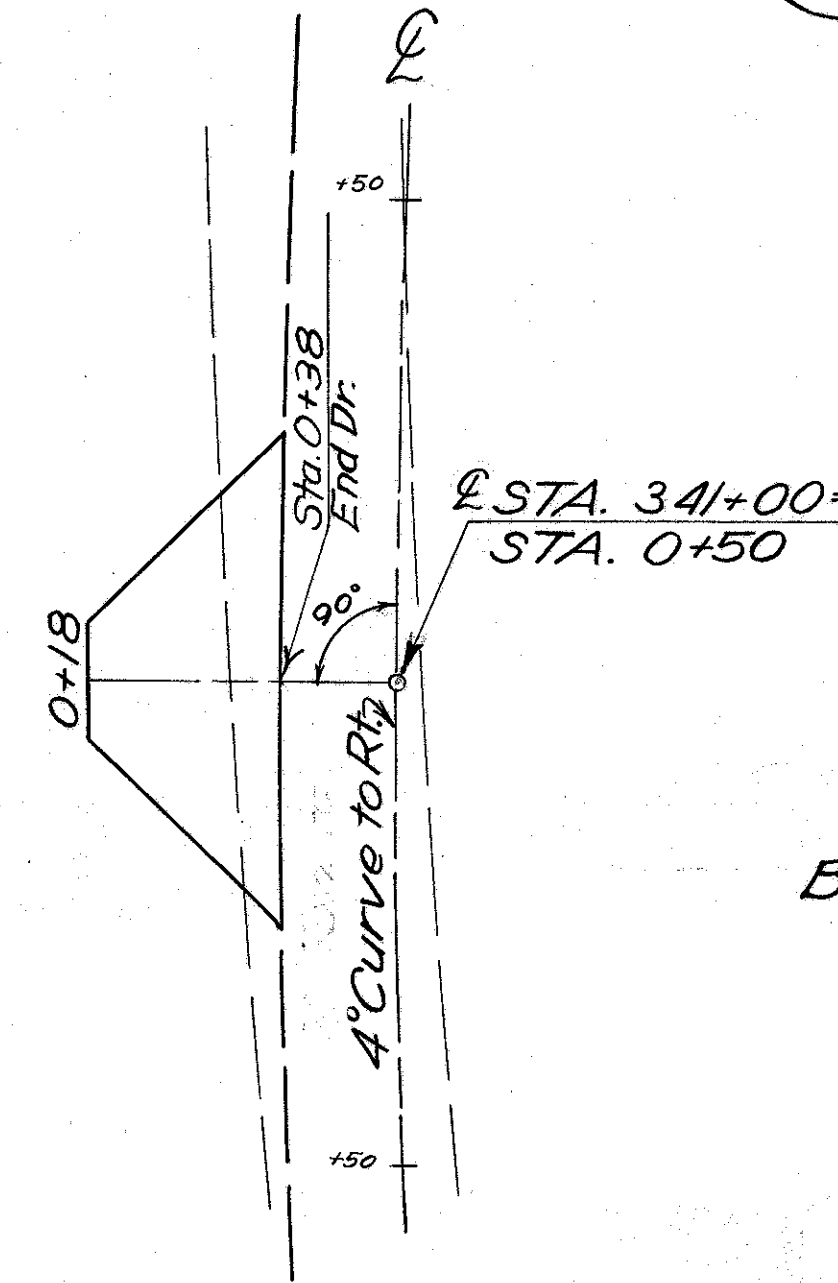 ℄
+50
Sta. 0+38
End Dr.
℄ STA. 341+00=
STA. 0+50
90°
0+18
4° Curve to Rt.
B
+50